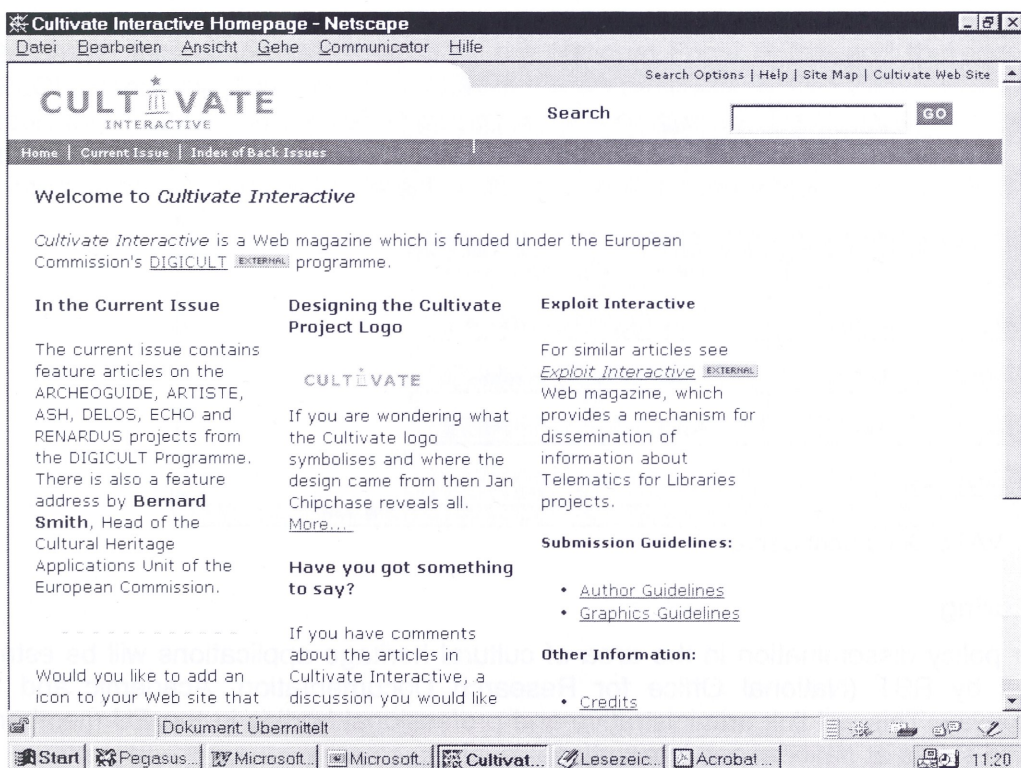 Cultivate Interactive Homepage - Netscape
Datei Bearbeiten Ansicht Gehe Communicator Hilfe
Search Options | Help | Site Map | Cultivate Web Site
CULTIVATE
INTERACTIVE
Search
GO
Home | Current Issue | Index of Back Issues
Welcome to Cultivate Interactive
Cultivate Interactive is a Web magazine which is funded under the European
Commission's DIGICULT EXTERNAL programme.
In the Current Issue
The current issue contains
feature articles on the
ARCHEOGUIDE, ARTISTE,
ASH, DELOS, ECHO and
RENARDUS projects from
the DIGICULT Programme.
There is also a feature
address by Bernard
Smith, Head of the
Cultural Heritage
Applications Unit of the
European Commission.
Would you like to add an
icon to your Web site that
Designing the Cultivate
Project Logo
CULTIVATE
If you are wondering what
the Cultivate logo
symbolises and where the
design came from then Jan
Chipchase reveals all.
More....
Have you got something
to say?
If you have comments
about the articles in
Cultivate Interactive, a
discussion you would like
Exploit Interactive
For similar articles see
Exploit Interactive EXTERNAL
Web magazine, which
provides a mechanism for
dissemination of
information about
Telematics for Libraries
projects.
Submission Guidelines:
• Author Guidelines
• Graphics Guidelines
Other Information:
• Credits
Dokument: Übermittelt
Start Pegasus... Microsoft... Microsoft... Cultivat... Lesezeic... Acrobat ... 11:20